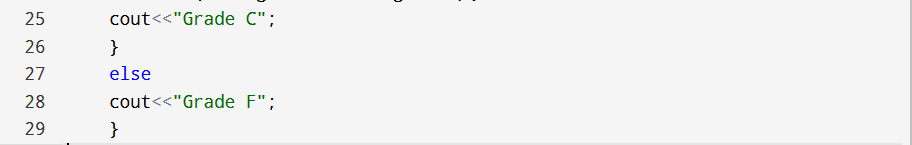 25 cout<<"Grade C";
26 }
27 else
28 cout<<"Grade F";
29 }